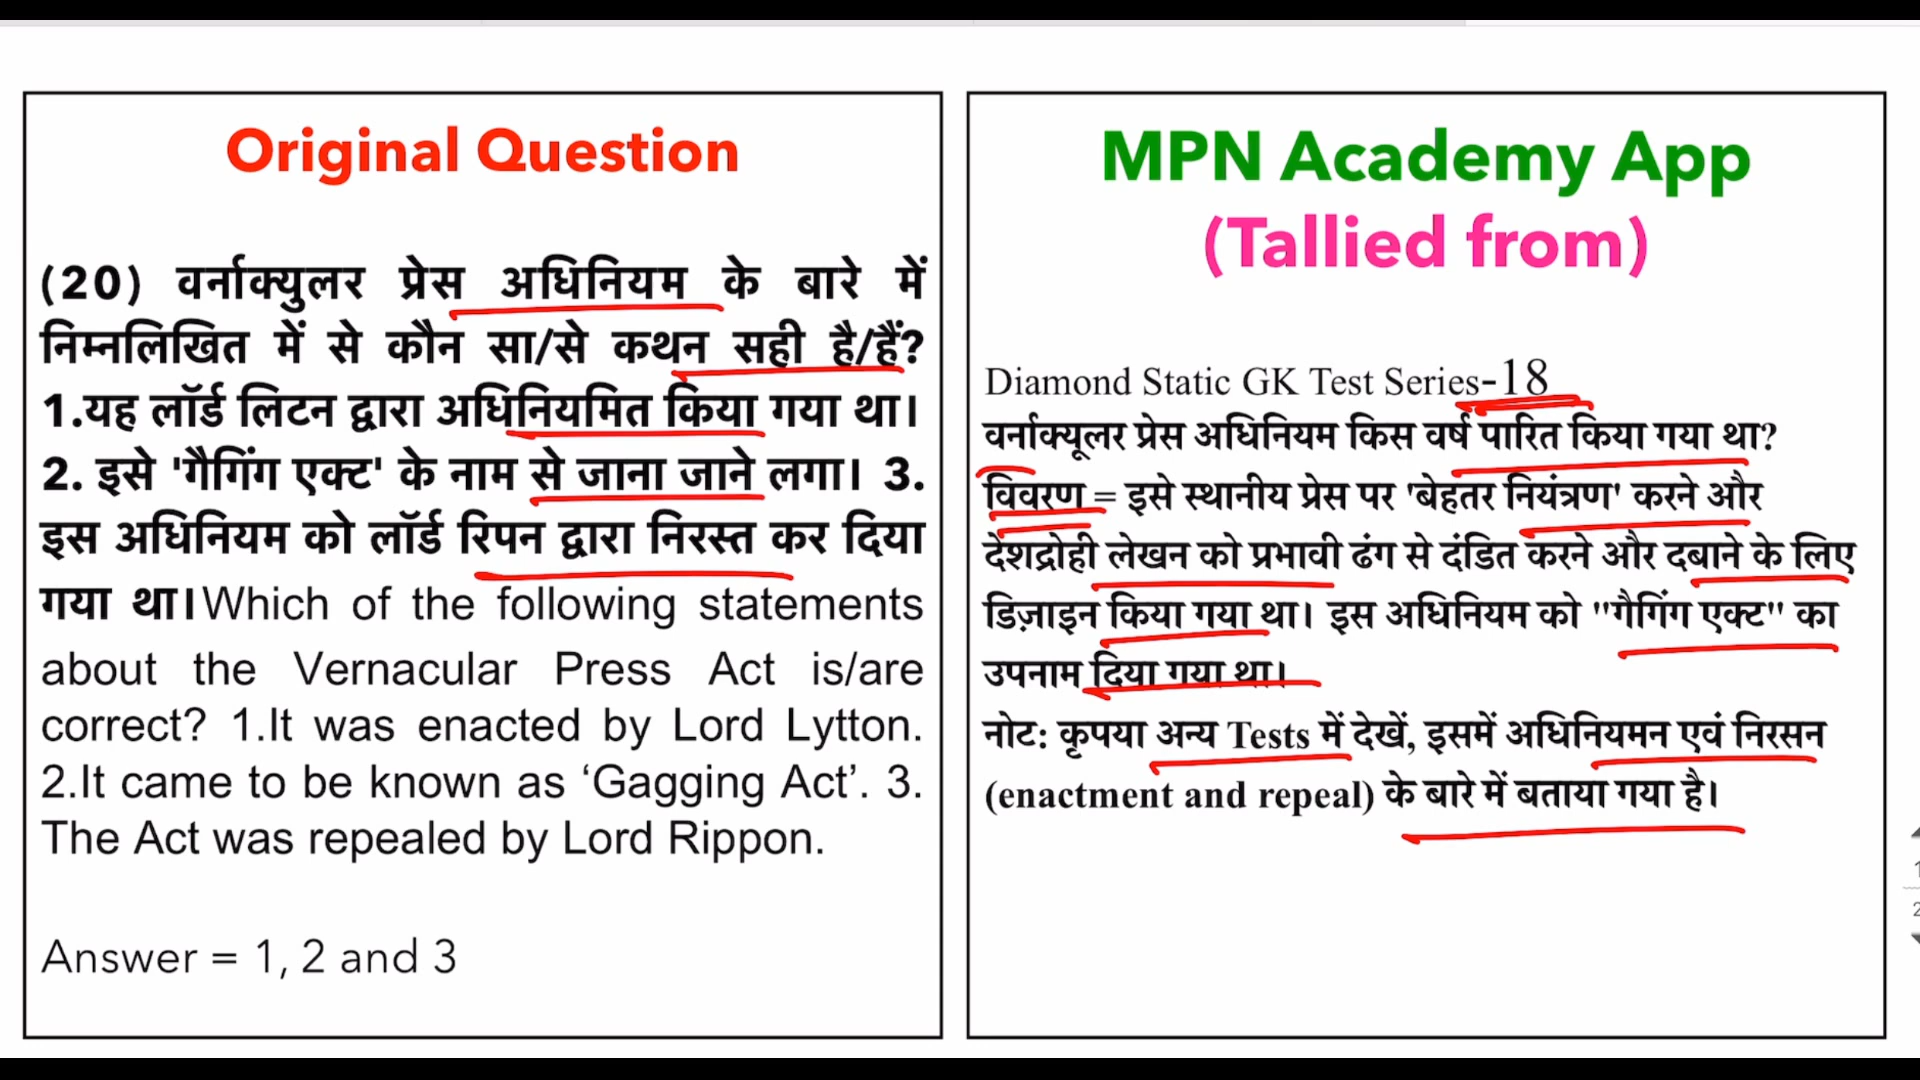 Original Question
(20) वर्नाक्युलर प्रेस अधिनियम के बारे में
निम्नलिखित में से कौन सा/से कथन सही है/हैं?
1.यह लॉर्ड लिटन द्वारा अधिनियमित किया गया था।
2. इसे 'गैगिंग एक्ट' के नाम से जाना जाने लगा। 3.
इस अधिनियम को लॉर्ड रिपन द्वारा निरस्त कर दिया
गया था।Which of the following statements
about the Vernacular Press Act is/are
correct? 1.It was enacted by Lord Lytton.
2.It came to be known as ‘Gagging Act’. 3.
The Act was repealed by Lord Rippon.
Answer = 1, 2 and 3
MPN Academy App
(Tallied from)
Diamond Static GK Test Series-18
वर्नाक्यूलर प्रेस अधिनियम किस वर्ष पारित किया गया था?
विवरण = इसे स्थानीय प्रेस पर 'बेहतर नियंत्रण' करने और
देशद्रोही लेखन को प्रभावी ढंग से दंडित करने और दबाने के लिए
डिज़ाइन किया गया था। इस अधिनियम को "गैगिंग एक्ट" का
उपनाम दिया गया था।
नोट: कृपया अन्य Tests में देखें, इसमें अधिनियमन एवं निरसन
(enactment and repeal) के बारे में बताया गया है।